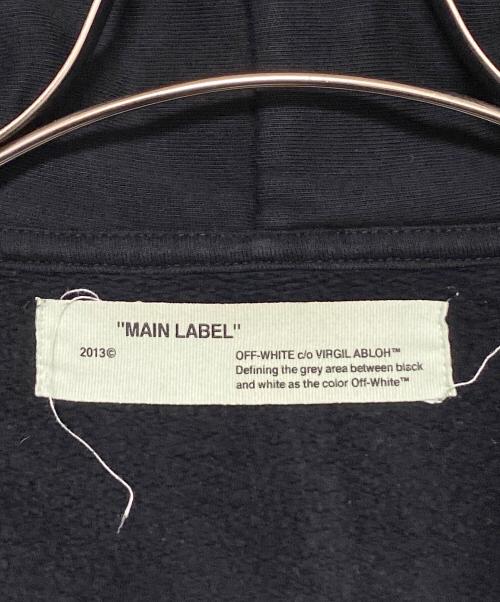 "MAIN LABEL"
2013©
OFF-WHITE c/o VIRGIL ABLOH™
Defining the grey area between black
and white as the color Off-White™